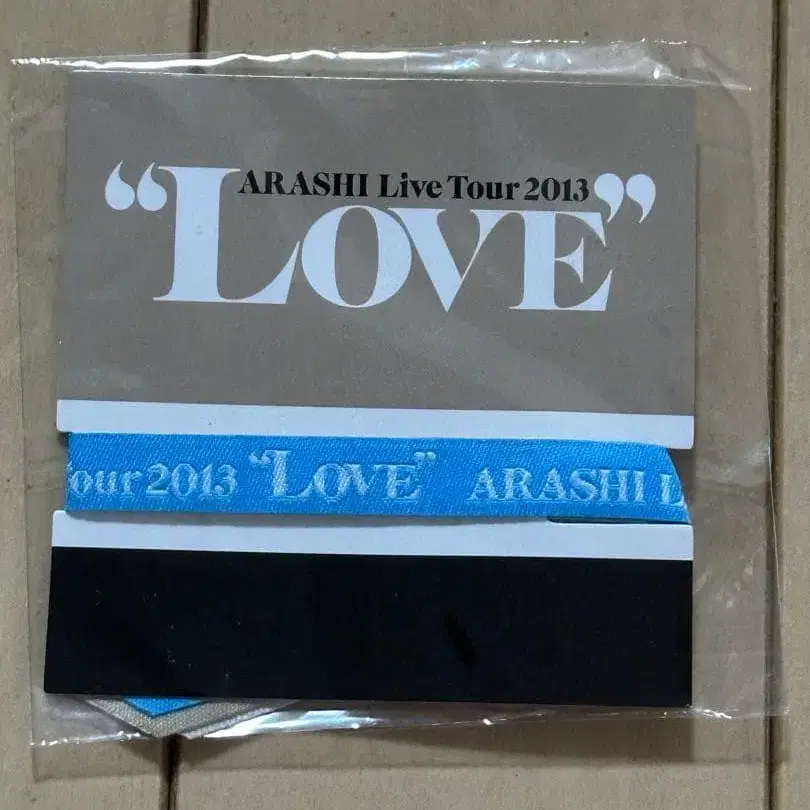 ARASHI Live Tour 2013
“LOVE”
our 2013 “LOVE” ARASHI L